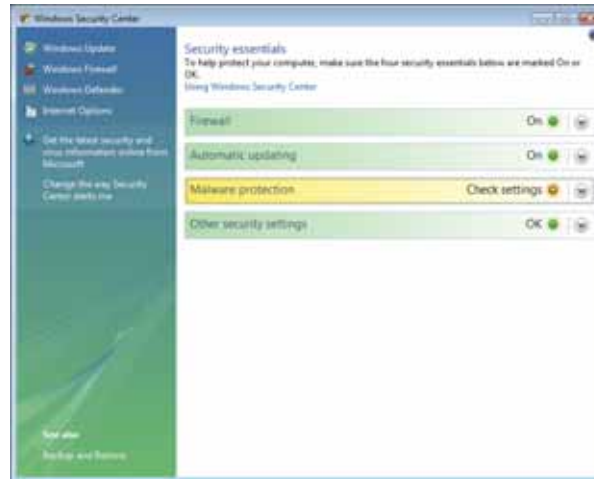 Windows Security Center
Windows Update
Windows Firewall
Windows Defender
Internet Options
Get the latest security and
virus information online from
Microsoft
Change the way Security
Center alerts me
See also
Backup and Restore
Security essentials
To help protect your computer, make sure the four security essentials below are marked On or
OK.
Using Windows Security Center
Firewall On
Automatic updating On
Malware protection Check settings
Other security settings OK